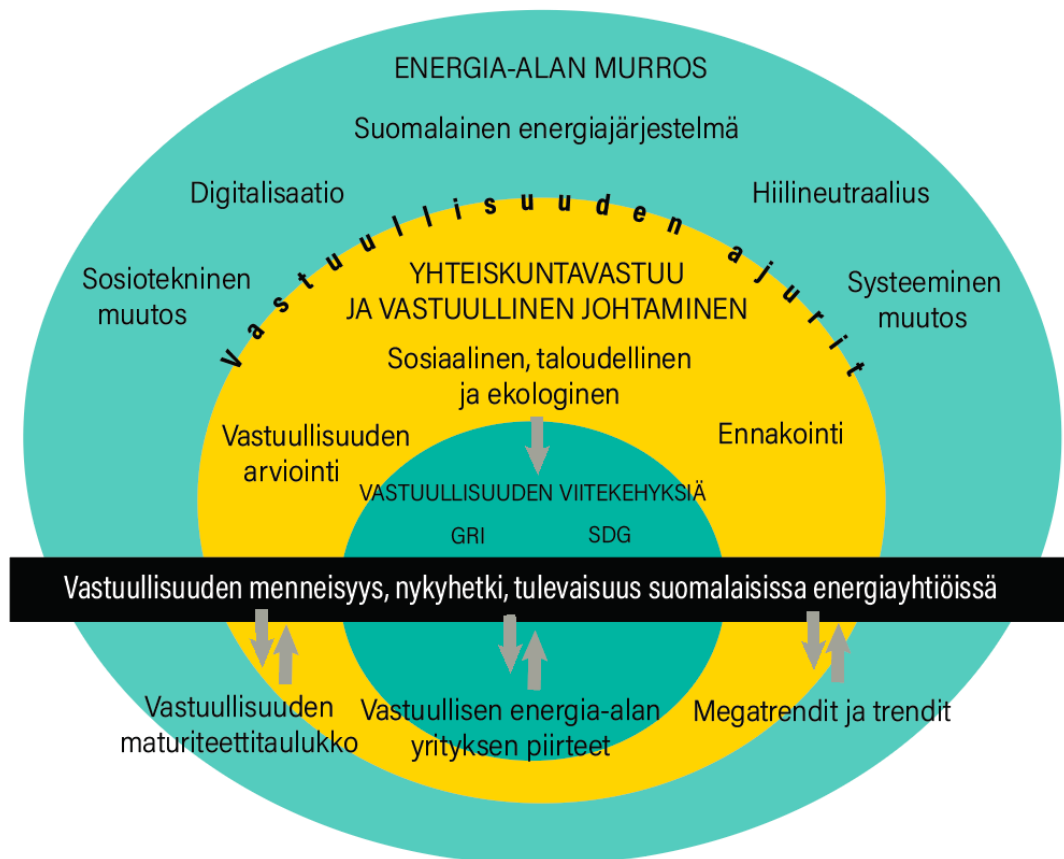 ENERGIA-ALAN MURROS
Suomalainen energiajärjestelmä
Digitalisaatio
Hiilineutraalius
Vastuullisuuden ajurit
Sosiotekninen
muutos
YHTEISKUNTAVASTUU
JA VASTUULLINEN JOHTAMINEN
Systeeminen
muutos
Sosiaalinen, taloudellinen
ja ekologinen
Vastuullisuuden
arviointi
Ennakointi
VASTUULLISUUDEN VIITEKEHYKSIÄ
GRI
SDG
Vastuullisuuden menneisyys, nykyhetki, tulevaisuus suomalaisissa energiayhtiöissä
Vastuullisuuden
maturiteettitaulukko
Vastuullisen energia-alan
yrityksen piirteet
Megatrendit ja trendit